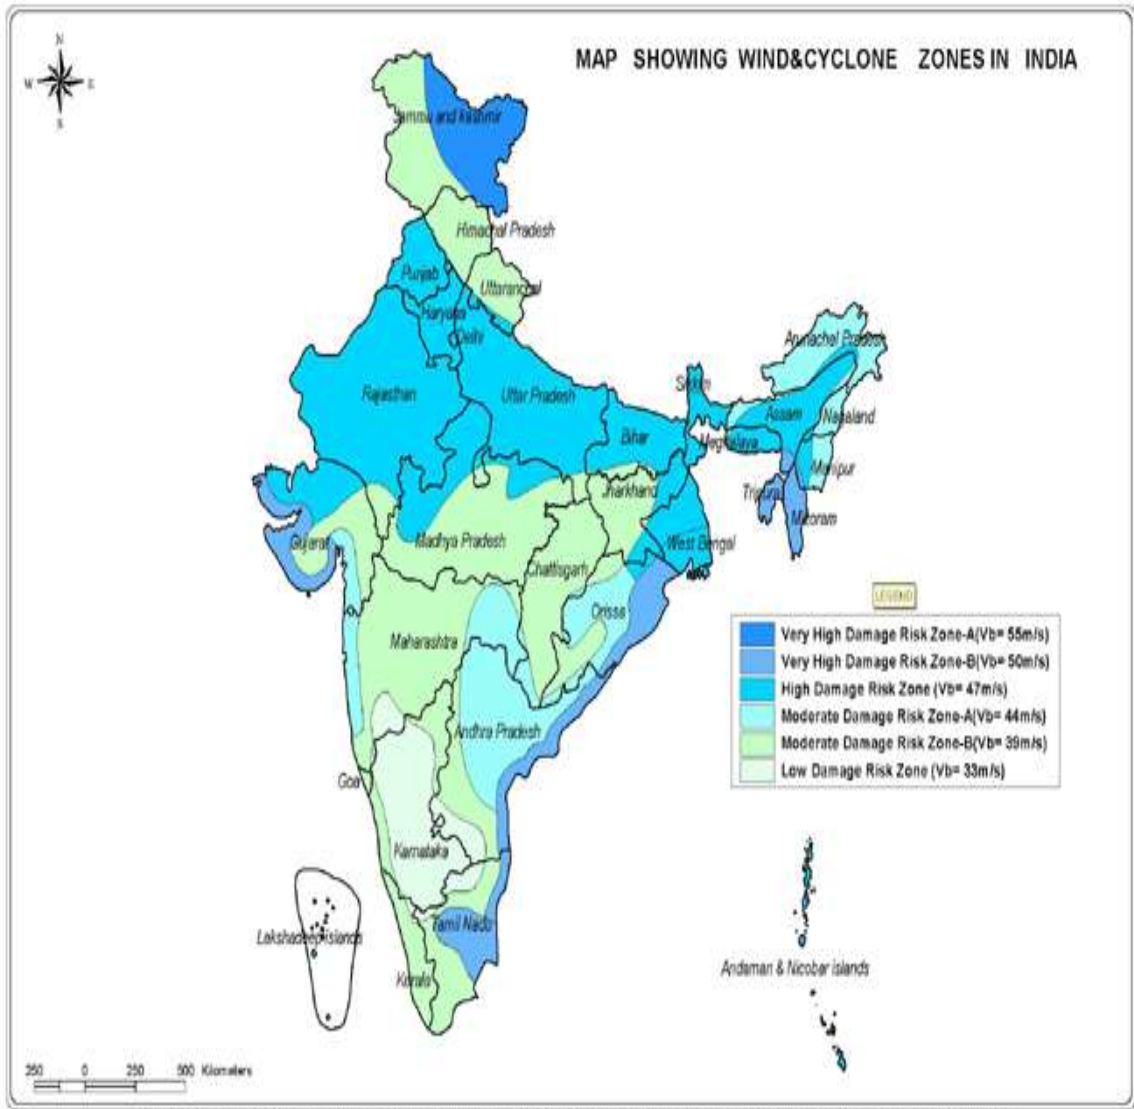 MAP SHOWING WIND&CYCLONE ZONES IN INDIA
N
W E
S
Jammu and kashmir
Himachal Pradesh
Punjab
Uttaranchal
Haryana
Delhi
Arunachal Pradesh
Rajasthan
Uttar Pradesh
Sikkim
Assam
Nagaland
Bihar
Meghalaya
Manipur
Jharkhand
Tripura
Mizoram
Gujarat
Madhya Pradesh
West Bengal
Chattisgarh
Orissa
Maharashtra
Andhra Pradesh
Goa
Karnataka
Tamil Nadu
Lakshadeep islands
Kerala
Andaman & Nicobar islands
LEGEND
Very High Damage Risk Zone-A(Vb= 55m/s)
Very High Damage Risk Zone-B(Vb= 50m/s)
High Damage Risk Zone (Vb= 47m/s)
Moderate Damage Risk Zone-A(Vb= 44m/s)
Moderate Damage Risk Zone-B(Vb= 39m/s)
Low Damage Risk Zone (Vb= 33m/s)
250 0 250 500 Kilometers